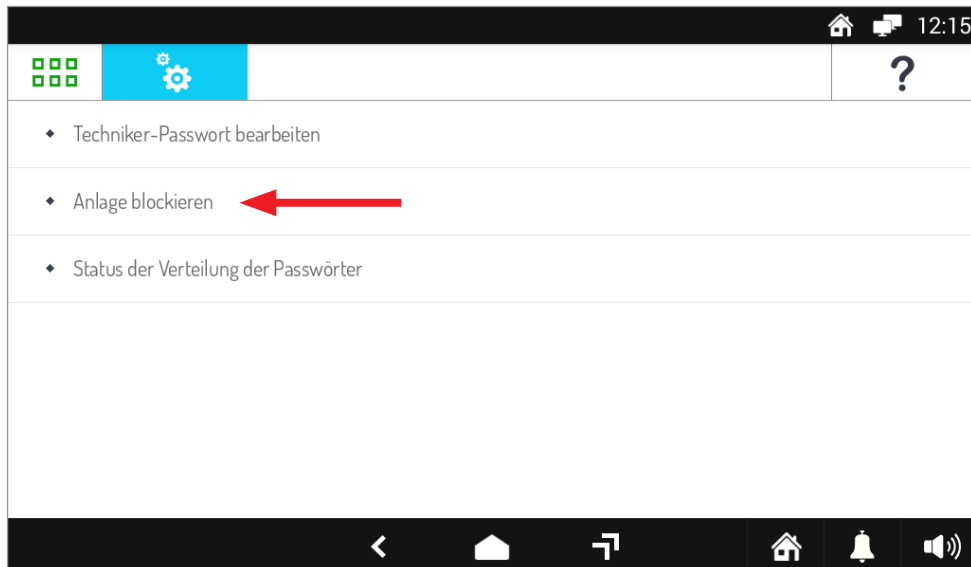 12:15
?
Techniker-Passwort bearbeiten
Anlage blockieren
Status der Verteilung der Passwörter